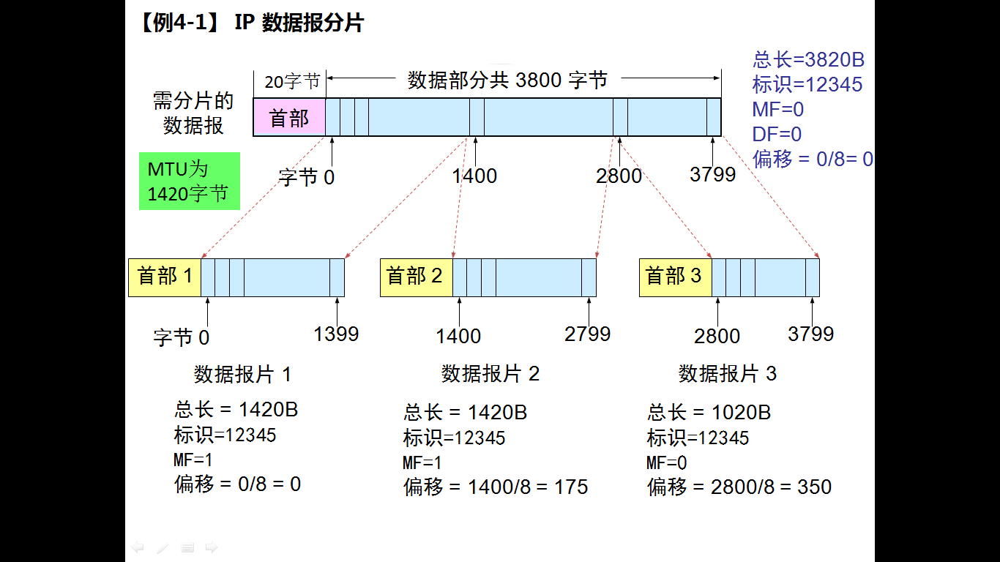 【例4-1】 IP 数据报分片
总长=3820B
标识=12345
MF=0
DF=0
偏移 = 0/8= 0
20字节
数据部分共 3800 字节
需分片的
数据报
首部
MTU为
1420字节
字节 0
1400
2800
3799
首部 1
首部 2
首部 3
字节 0
1399
1400
2799
2800
3799
数据报片 1
数据报片 2
数据报片 3
总长 = 1420B
标识=12345
MF=1
偏移 = 0/8 = 0
总长 = 1420B
标识=12345
MF=1
偏移 = 1400/8 = 175
总长 = 1020B
标识=12345
MF=0
偏移 = 2800/8 = 350